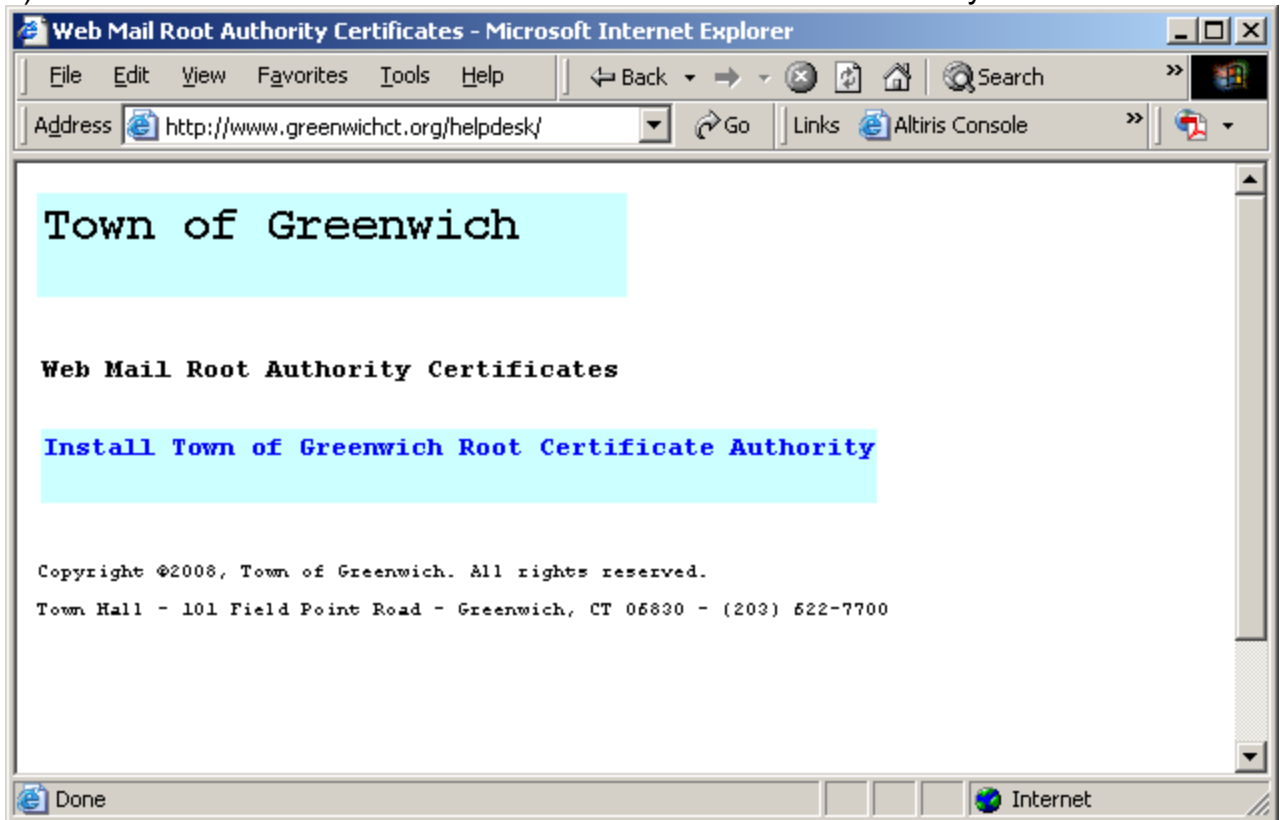 Web Mail Root Authority Certificates - Microsoft Internet Explorer
File Edit View Favorites Tools Help Back Search »
Address http://www.greenwichct.org/helpdesk/ Go Links Altiris Console »
Town of Greenwich
Web Mail Root Authority Certificates
Install Town of Greenwich Root Certificate Authority
Copyright ©2008, Town of Greenwich. All rights reserved.
Town Hall - 101 Field Point Road - Greenwich, CT 06830 - (203) 622-7700
Done Internet